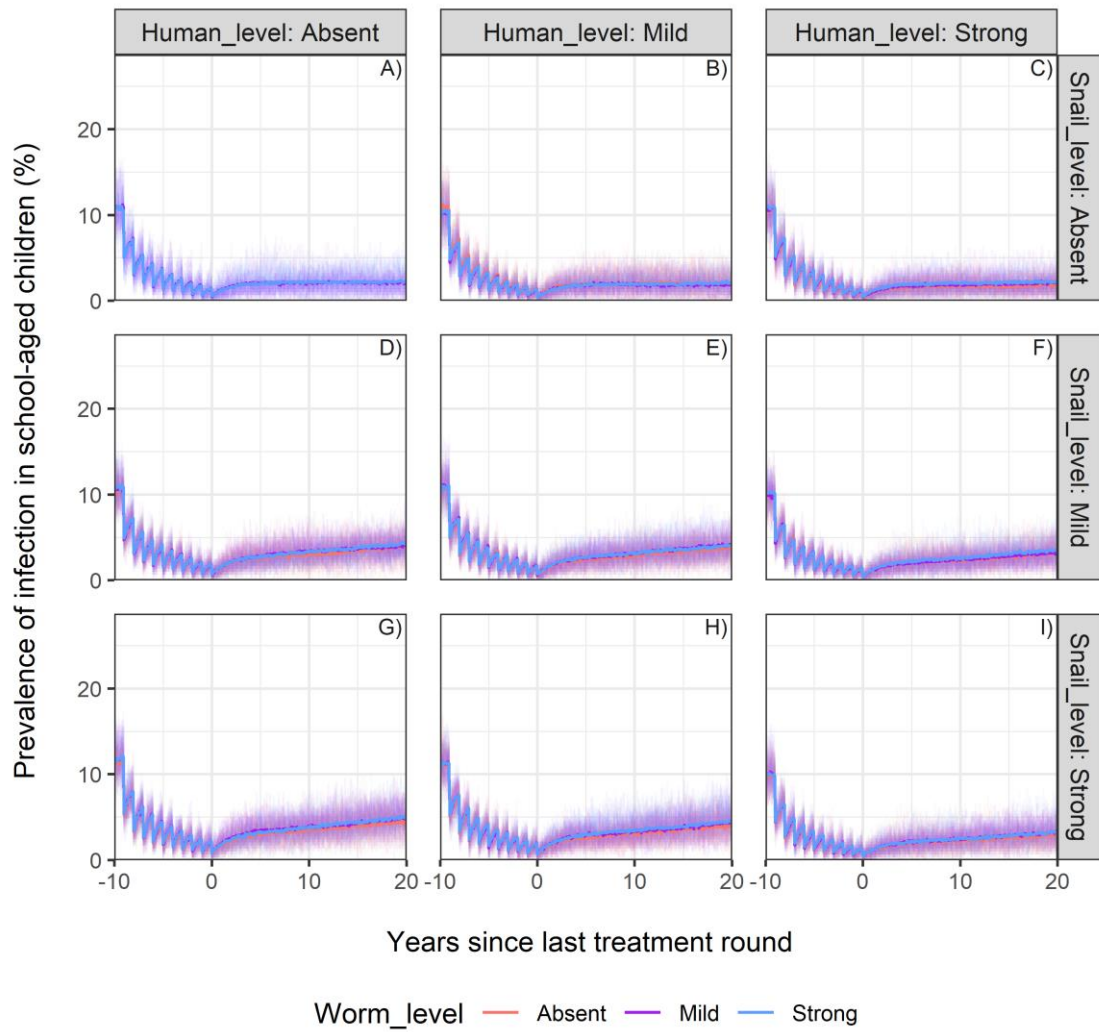 Human_level: Absent
Human_level: Mild
Human_level: Strong
Prevalence of infection in school-aged children (%)
A)
B)
C)
Snail_level: Absent
20
10
0
D)
E)
F)
Snail_level: Mild
20
10
0
G)
H)
I)
Snail_level: Strong
20
10
0
-10 0 10 20
-10 0 10 20
-10 0 10 20
Years since last treatment round
Worm_level Absent Mild Strong